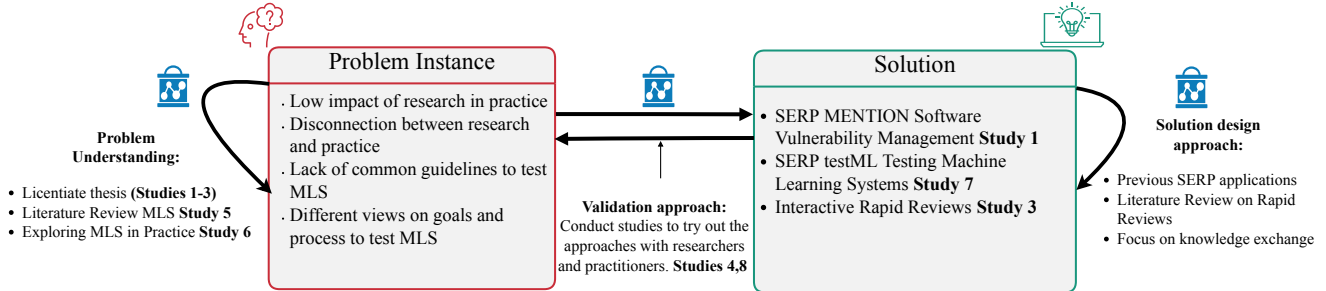 Problem Instance
. Low impact of research in practice
. Disconnection between research
and practice
. Lack of common guidelines to test
MLS
. Different views on goals and
process to test MLS
Problem
Understanding:
• Licentiate thesis (Studies 1-3)
• Literature Review MLS Study 5
• Exploring MLS in Practice Study 6
Validation approach:
Conduct studies to try out the
approaches with researchers
and practitioners. Studies 4,8
Solution
• SERP MENTION Software
Vulnerability Management Study 1
• SERP testML Testing Machine
Learning Systems Study 7
• Interactive Rapid Reviews Study 3
Solution design
approach:
• Previous SERP applications
• Literature Review on Rapid
Reviews
• Focus on knowledge exchange